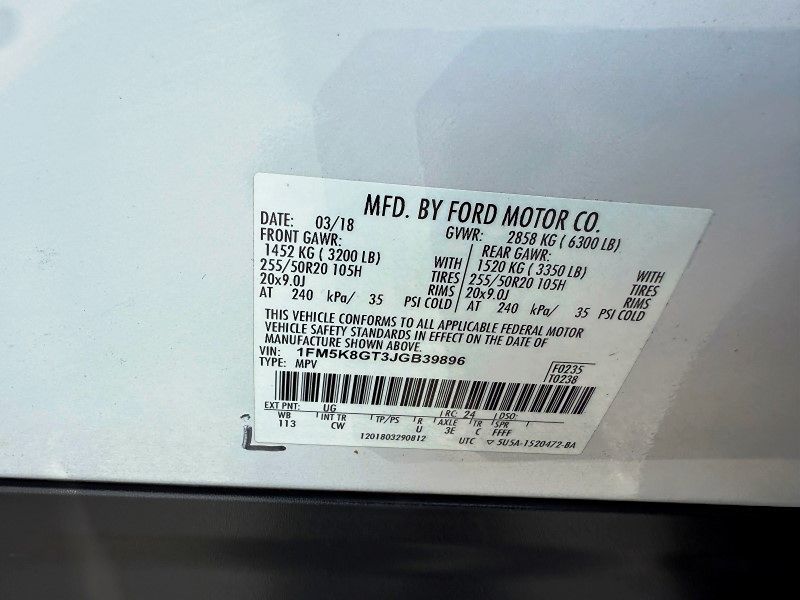 MFD. BY FORD MOTOR CO.
DATE: 03/18 GVWR: 2858 KG ( 6300 LB)
FRONT GAWR: REAR GAWR:
1452 KG ( 3200 LB) WITH 1520 KG ( 3350 LB) WITH
255/50R20 105H TIRES 255/50R20 105H TIRES
20x9.0J RIMS 20x9.0J RIMS
AT 240 kPa/ 35 PSI COLD AT 240 kPa/ 35 PSI COLD
THIS VEHICLE CONFORMS TO ALL APPLICABLE FEDERAL MOTOR
VEHICLE SAFETY STANDARDS IN EFFECT ON THE DATE OF
MANUFACTURE SHOWN ABOVE.
VIN: 1FM5K8GT3JGB39896
TYPE: MPV F0235
T0238
EXT PNT: UG RC: 24 DSO:
WB INT TR TP/PS R AXLE TR SPR
113 CW U 3E C FFFF
1201803290812 UTC ▽ 5U5A-1520472-BA